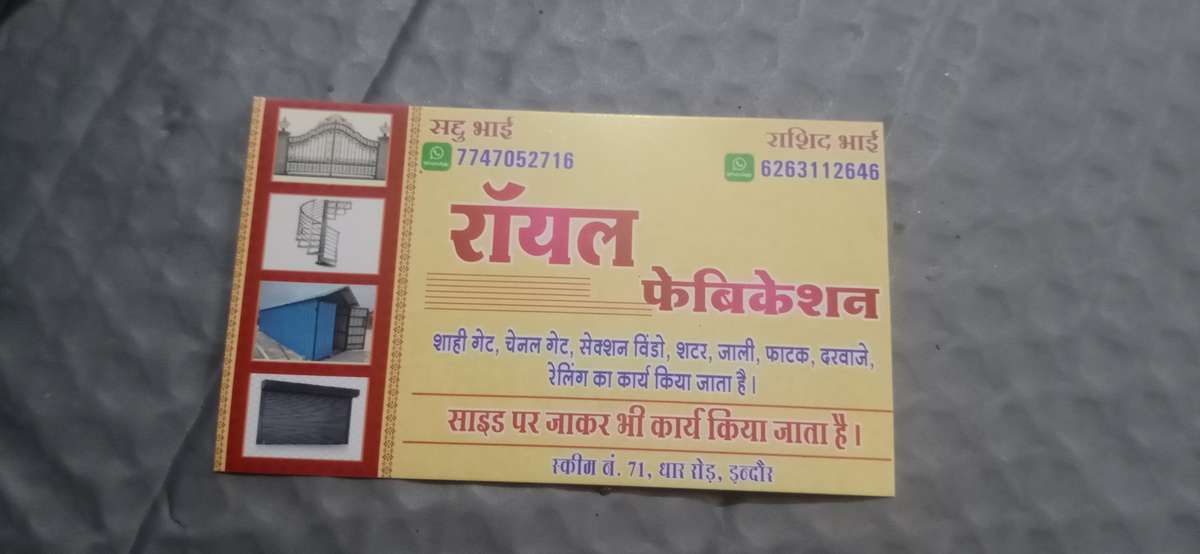 सद्दु भाई
7747052716
राशिद भाई
6263112646
रॉयल
फेब्रिकेशन
शाही गेट, चेनल गेट, सेक्शन विंडो, शटर, जाली, फाटक, दरवाजे,
रेलिंग का कार्य किया जाता है।
साइड पर जाकर भी कार्य किया जाता है।
स्कीम नं. 71, धार रोड़, इन्दौर